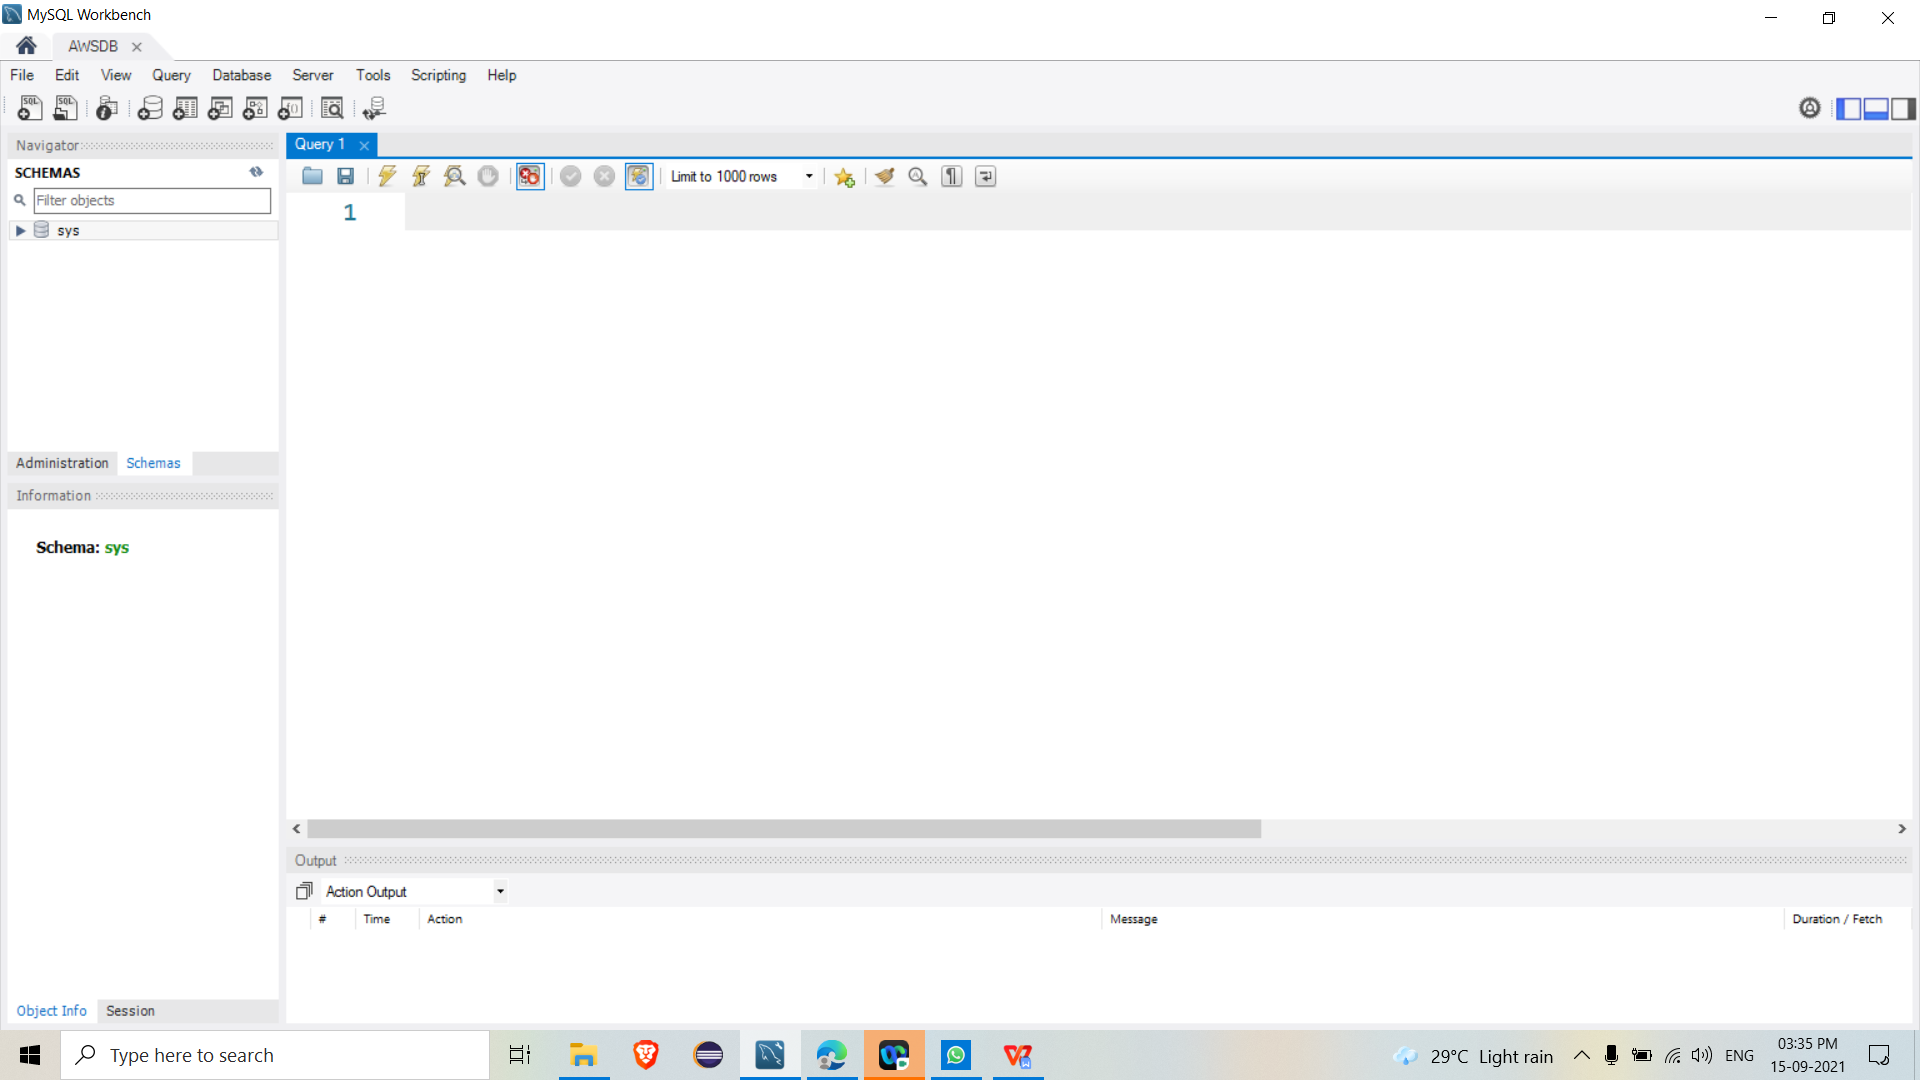 MySQL Workbench
AWSDB
File Edit View Query Database Server Tools Scripting Help
SQL SQL
Navigator
Query 1
SCHEMAS
Limit to 1000 rows
Filter objects
1
sys
Administration Schemas
Information
Schema: sys
Output
Action Output
# Time Action Message Duration / Fetch
Object Info Session
Type here to search
29°C Light rain
ENG
03:35 PM
15-09-2021